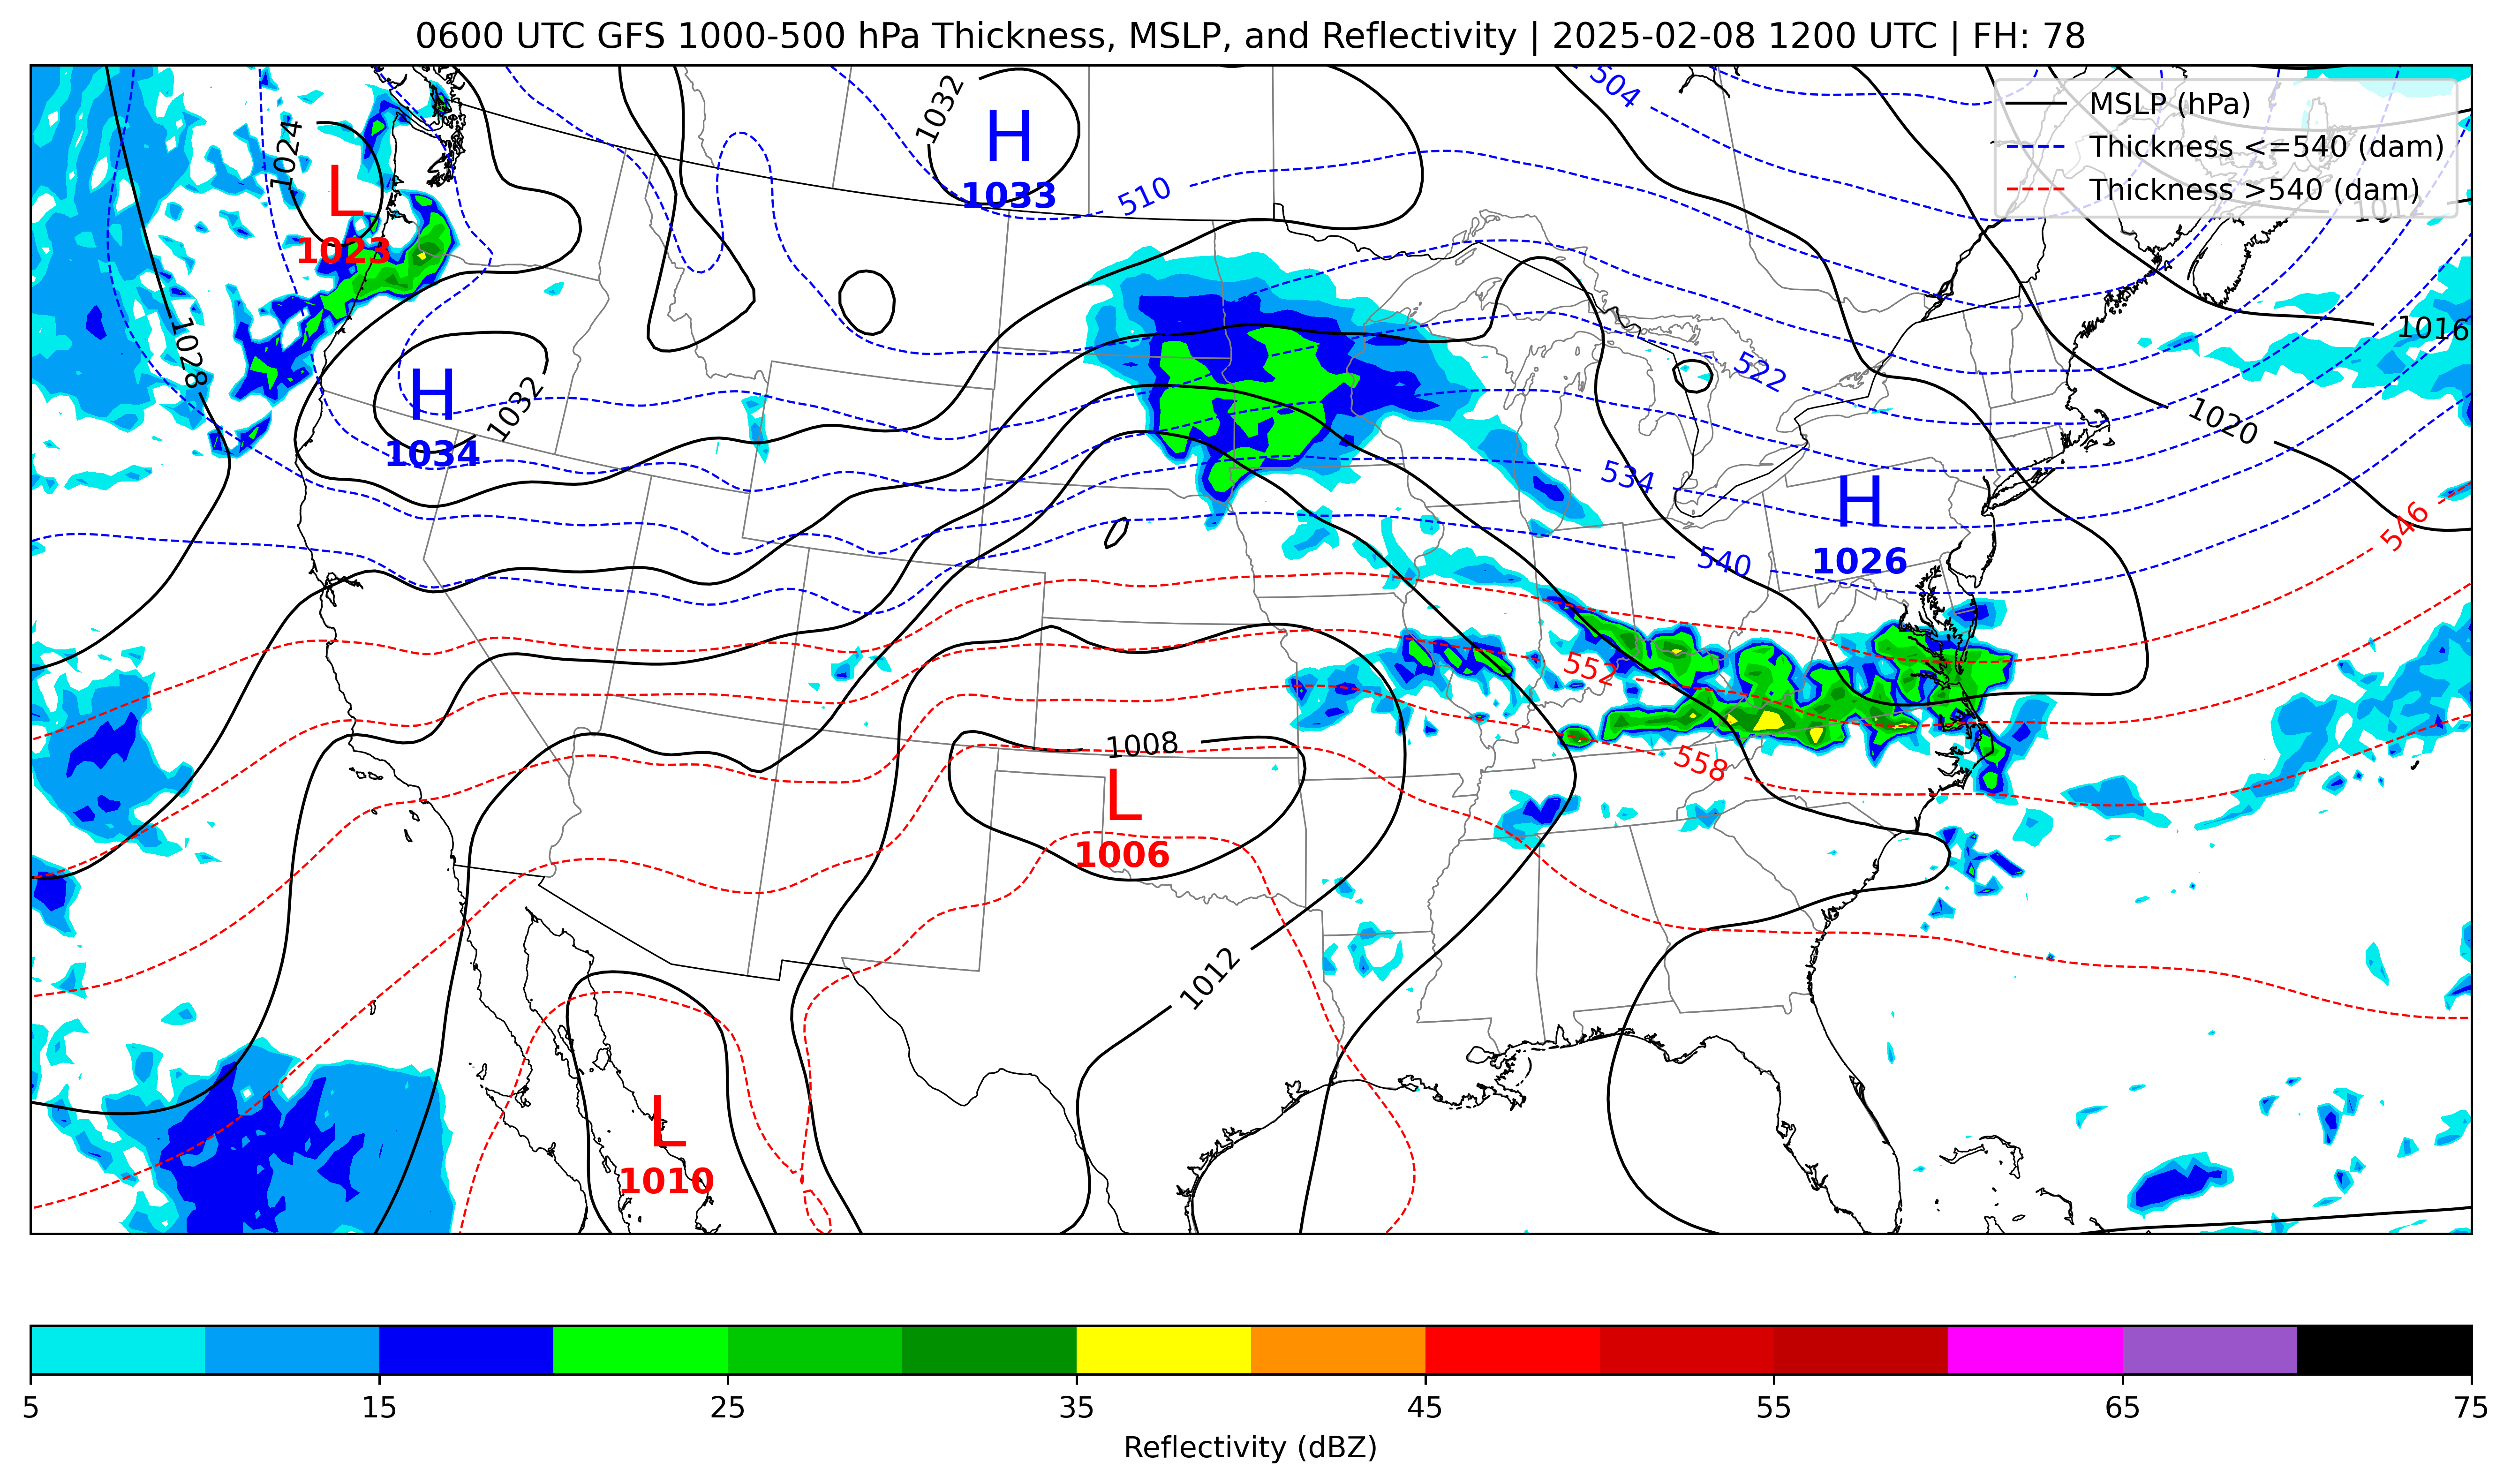 0600 UTC GFS 1000-500 hPa Thickness, MSLP, and Reflectivity | 2025-02-08 1200 UTC | FH: 78
MSLP (hPa)
Thickness <=540 (dam)
Thickness >540 (dam)
504
1032
H
1033
510
1024
L
1023
1012
1016
1028
522
H
1034
1032
1020
534
H
1026
546
540
552
1008
558
L
1006
1012
L
1010
5 15 25 35 45 55 65 75
Reflectivity (dBZ)